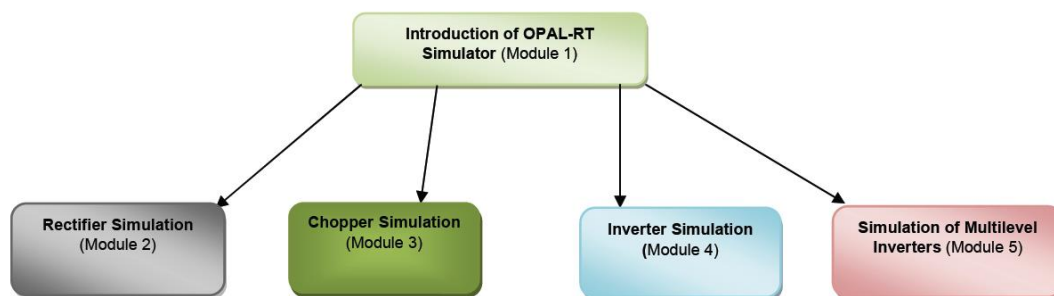 Introduction of OPAL-RT
Simulator (Module 1)
Rectifier Simulation
(Module 2)
Chopper Simulation
(Module 3)
Inverter Simulation
(Module 4)
Simulation of Multilevel
Inverters (Module 5)